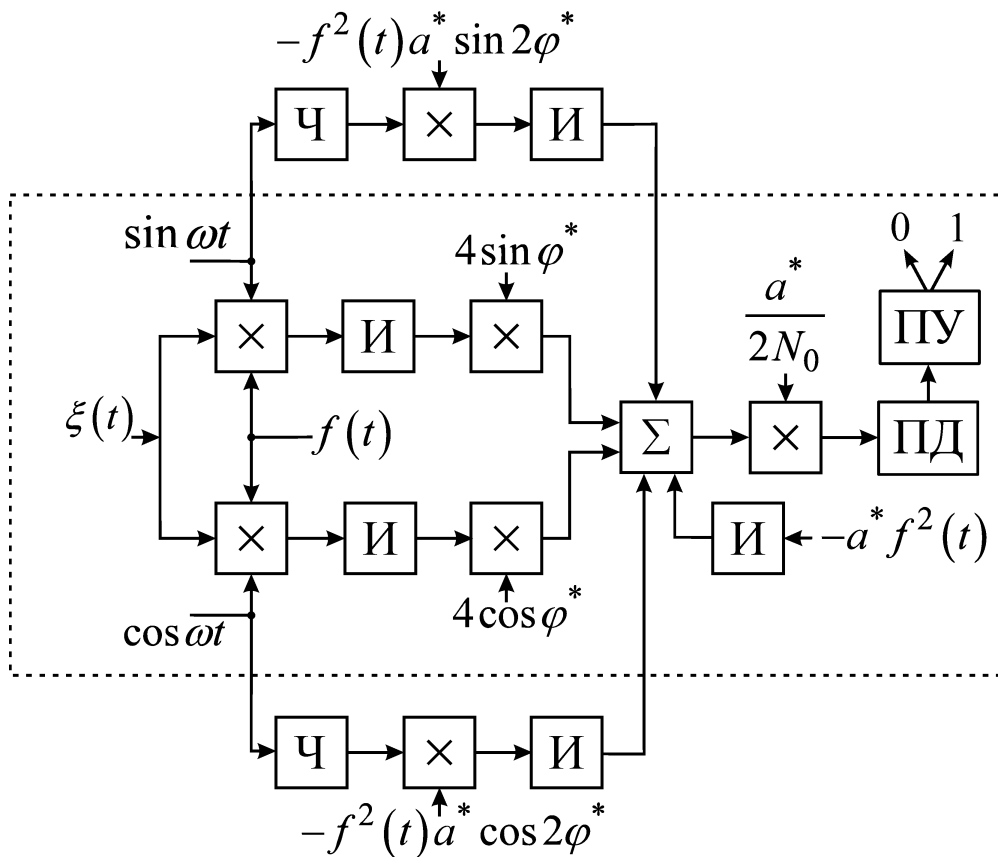 −f²(t)a* sin 2φ*
Ч × И
sin ωt
4 sin φ*
0 1
a*/2N₀
ПУ
× И ×
ξ(t)
f(t)
Σ × ПД
× И ×
И −a* f²(t)
4 cos φ*
cos ωt
Ч × И
−f²(t)a* cos 2φ*